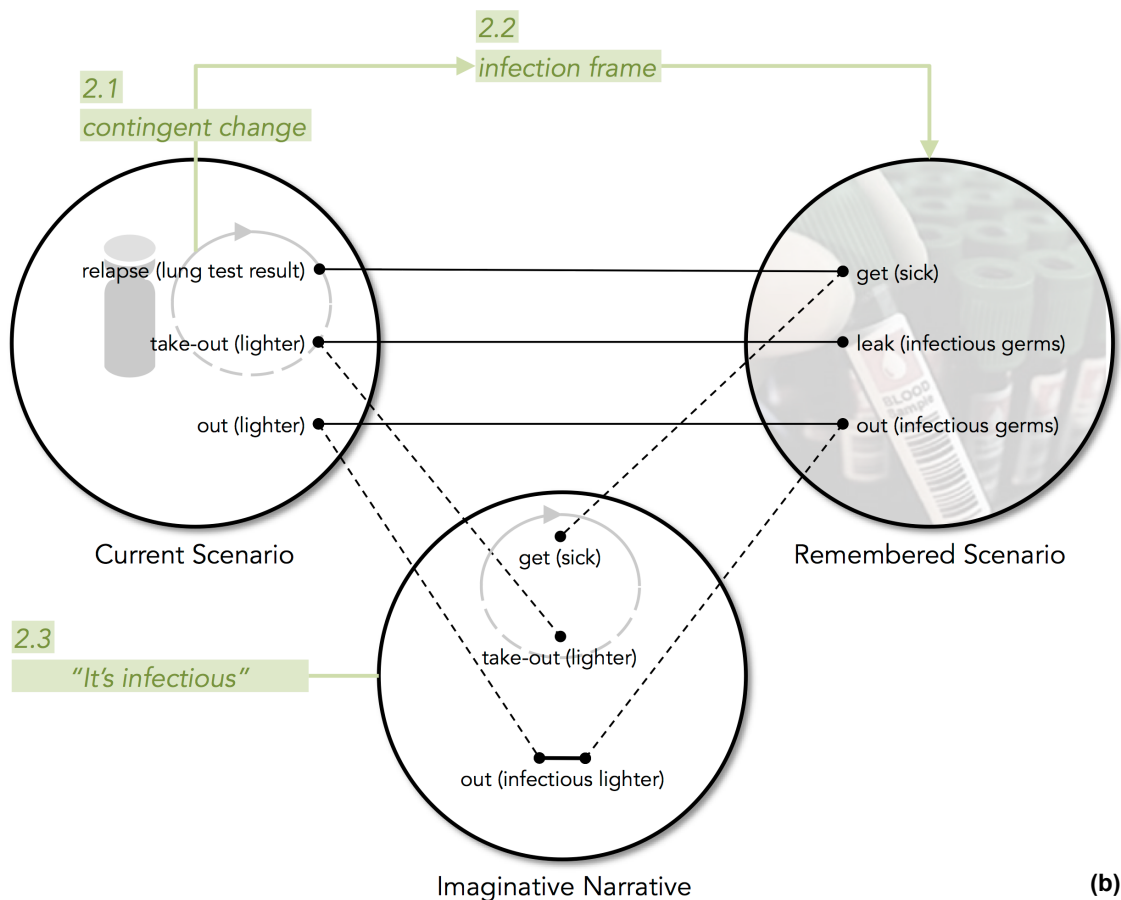 2.2
infection frame
2.1
contingent change
relapse (lung test result)
take-out (lighter)
out (lighter)
get (sick)
leak (infectious germs)
BLOOD
Sample
out (infectious germs)
Current Scenario
Remembered Scenario
get (sick)
take-out (lighter)
out (infectious lighter)
2.3
“It’s infectious”
Imaginative Narrative
(b)